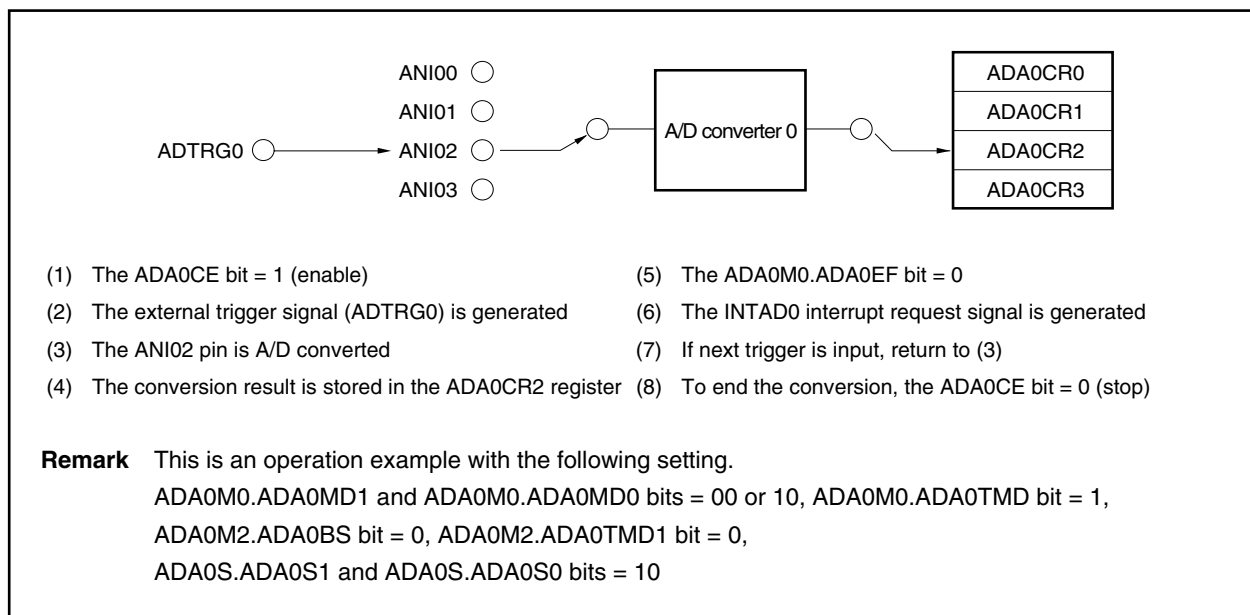 ANI00
ANI01
ADTRG0
ANI02
ANI03
A/D converter 0
ADA0CR0
ADA0CR1
ADA0CR2
ADA0CR3
(1) The ADA0CE bit = 1 (enable)
(2) The external trigger signal (ADTRG0) is generated
(3) The ANI02 pin is A/D converted
(4) The conversion result is stored in the ADA0CR2 register
(5) The ADA0M0.ADA0EF bit = 0
(6) The INTAD0 interrupt request signal is generated
(7) If next trigger is input, return to (3)
(8) To end the conversion, the ADA0CE bit = 0 (stop)
Remark This is an operation example with the following setting.
ADA0M0.ADA0MD1 and ADA0M0.ADA0MD0 bits = 00 or 10, ADA0M0.ADA0TMD bit = 1,
ADA0M2.ADA0BS bit = 0, ADA0M2.ADA0TMD1 bit = 0,
ADA0S.ADA0S1 and ADA0S.ADA0S0 bits = 10